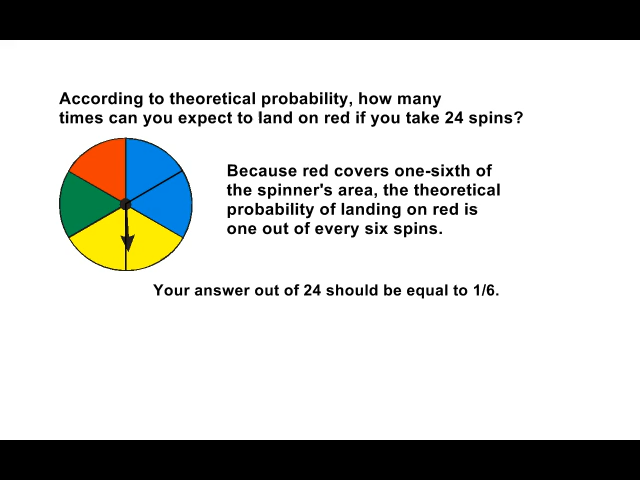 According to theoretical probability, how many
times can you expect to land on red if you take 24 spins?
Because red covers one-sixth of
the spinner's area, the theoretical
probability of landing on red is
one out of every six spins.
Your answer out of 24 should be equal to 1/6.